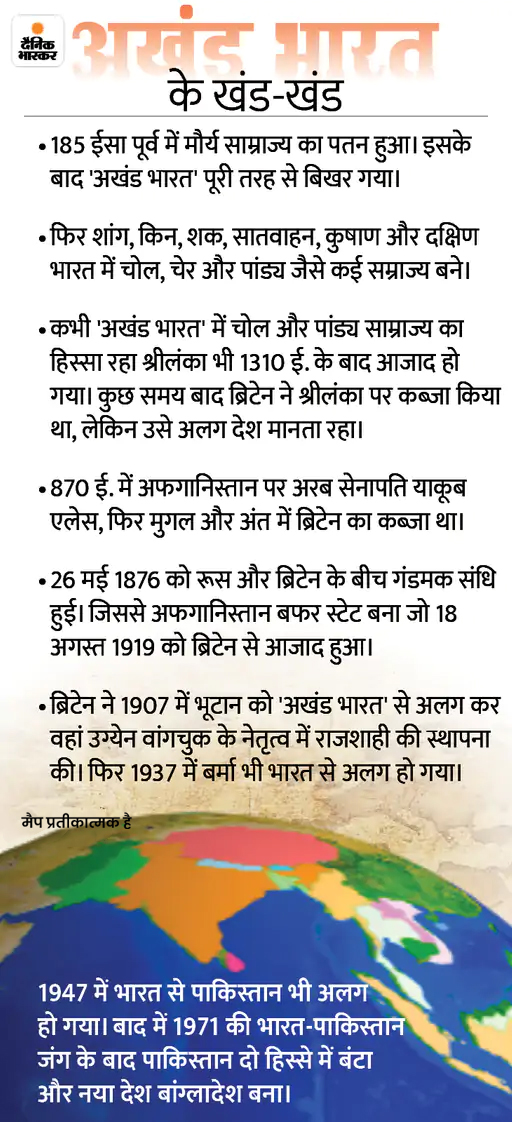 दैनिक
भास्कर
अखंड भारत
के खंड-खंड
• 185 ईसा पूर्व में मौर्य साम्राज्य का पतन हुआ। इसके
बाद 'अखंड भारत' पूरी तरह से बिखर गया।
• फिर शांग, किन, शक, सातवाहन, कुषाण और दक्षिण
भारत में चोल, चेर और पांड्य जैसे कई सम्राज्य बने।
• कभी 'अखंड भारत' में चोल और पांड्य साम्राज्य का
हिस्सा रहा श्रीलंका भी 1310 ई. के बाद आजाद हो
गया। कुछ समय बाद ब्रिटेन ने श्रीलंका पर कब्जा किया
था, लेकिन उसे अलग देश मानता रहा।
• 870 ई. में अफगानिस्तान पर अरब सेनापति याकूब
एलेस, फिर मुगल और अंत में ब्रिटेन का कब्जा था।
• 26 मई 1876 को रूस और ब्रिटेन के बीच गंडमक संधि
हुई। जिससे अफगानिस्तान बफर स्टेट बना जो 18
अगस्त 1919 को ब्रिटेन से आजाद हुआ।
• ब्रिटेन ने 1907 में भूटान को 'अखंड भारत' से अलग कर
वहां उग्येन वांगचुक के नेतृत्व में राजशाही की स्थापना
की। फिर 1937 में बर्मा भी भारत से अलग हो गया।
मैप प्रतीकात्मक है
1947 में भारत से पाकिस्तान भी अलग
हो गया। बाद में 1971 की भारत-पाकिस्तान
जंग के बाद पाकिस्तान दो हिस्से में बंटा
और नया देश बांग्लादेश बना।